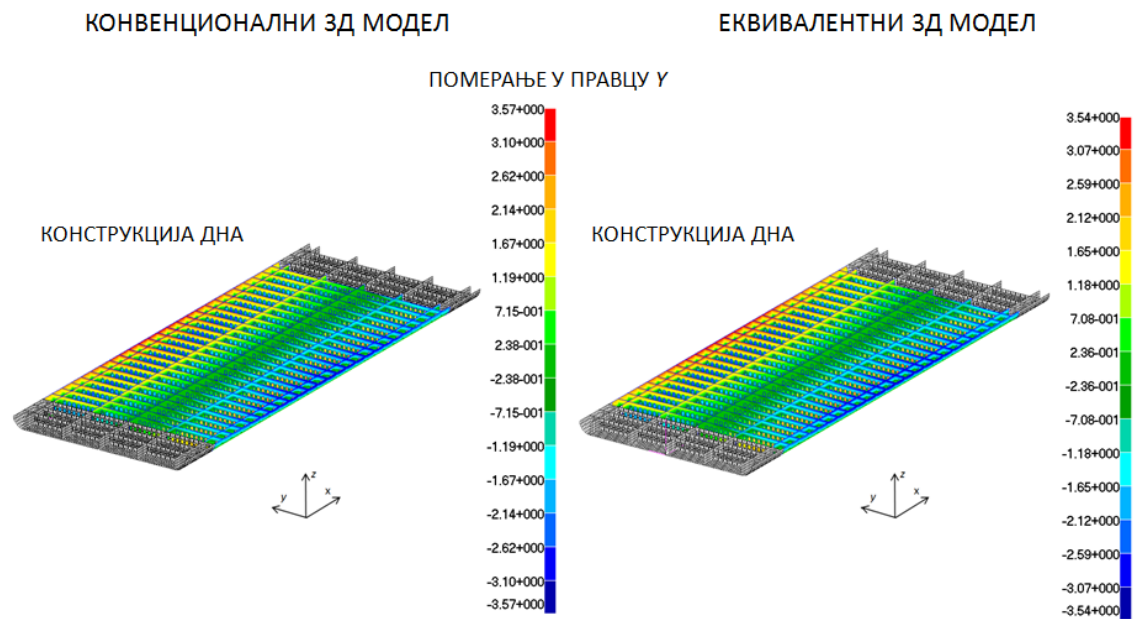 КОНВЕНЦИОНАЛНИ 3Д МОДЕЛ
ЕКВИВАЛЕНТНИ 3Д МОДЕЛ
ПОМЕРАЊЕ У ПРАВЦУ Y
КОНСТРУКЦИЈА ДНА
3.57+000
3.10+000
2.62+000
2.14+000
1.67+000
1.19+000
7.15-001
2.38-001
-2.38-001
-7.15-001
-1.19+000
-1.67+000
-2.14+000
-2.62+000
-3.10+000
-3.57+000
z
y
x
КОНСТРУКЦИЈА ДНА
3.54+000
3.07+000
2.59+000
2.12+000
1.65+000
1.18+000
7.08-001
2.36-001
-2.36-001
-7.08-001
-1.18+000
-1.65+000
-2.12+000
-2.59+000
-3.07+000
-3.54+000
z
y
x